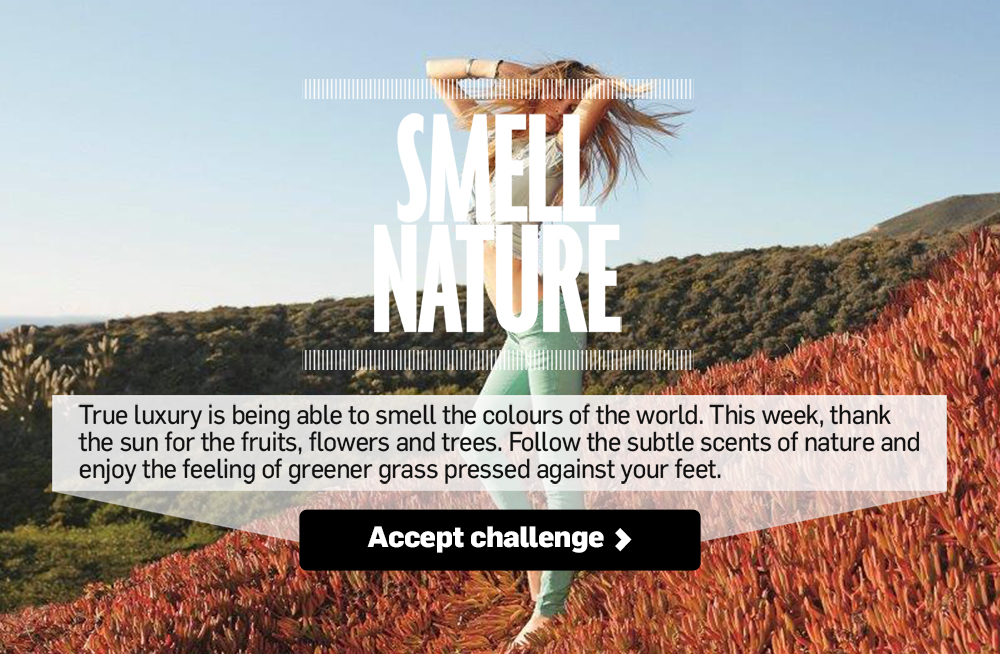 SMELL
NATURE
True luxury is being able to smell the colours of the world. This week, thank
the sun for the fruits, flowers and trees. Follow the subtle scents of nature and
enjoy the feeling of greener grass pressed against your feet.
Accept challenge